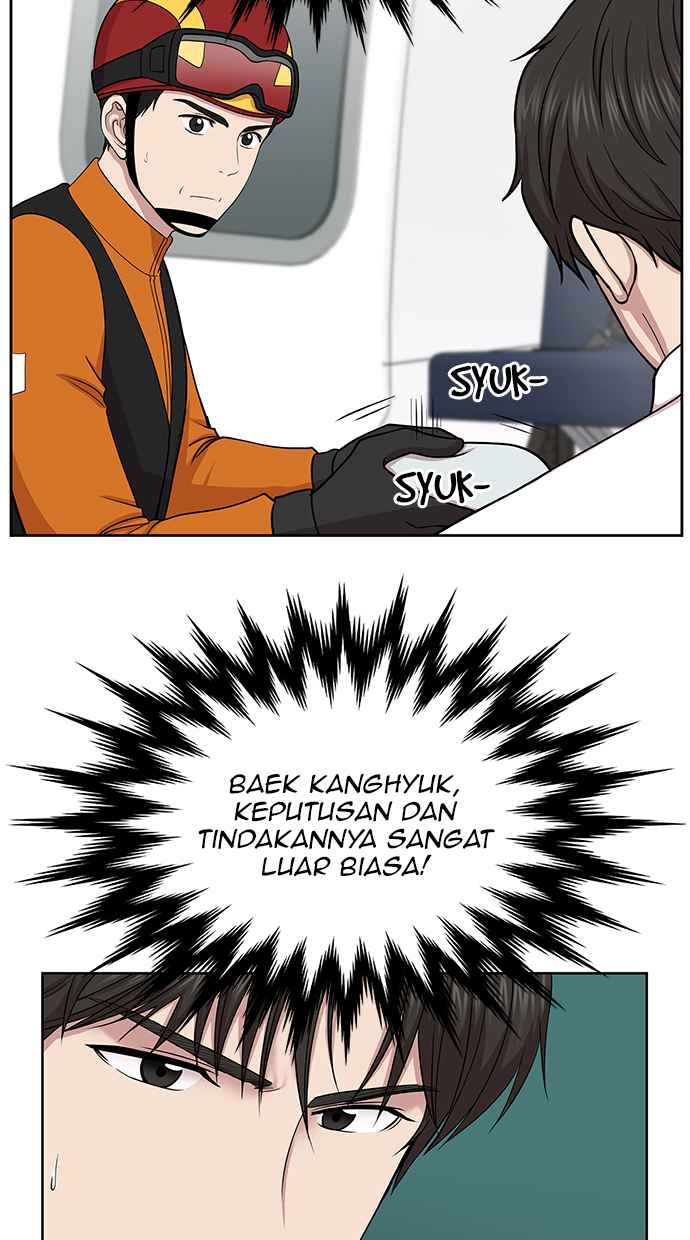 SYUK-
SYUK-
BAEK KANGHYUK,
KEPUTUSAN DAN
TINDAKANNYA SANGAT
LUAR BIASA!